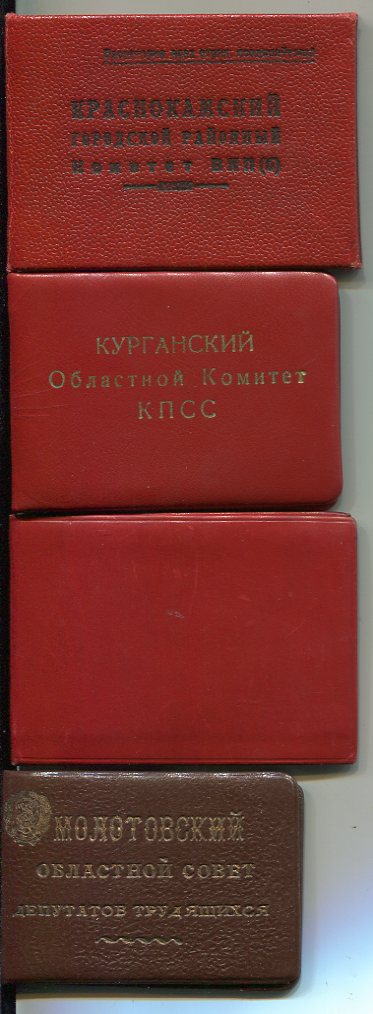 Пролетарии всех стран, соединяйтесь!
КРАСНОКАМСКИЙ
ГОРОДСКОЙ РАЙОННЫЙ
Комитет ВКП(б)
КУРГАНСКИЙ
Областной Комитет
КПСС
МОЛОТОВСКИЙ
ОБЛАСТНОЙ СОВЕТ
ДЕПУТАТОВ ТРУДЯЩИХСЯ